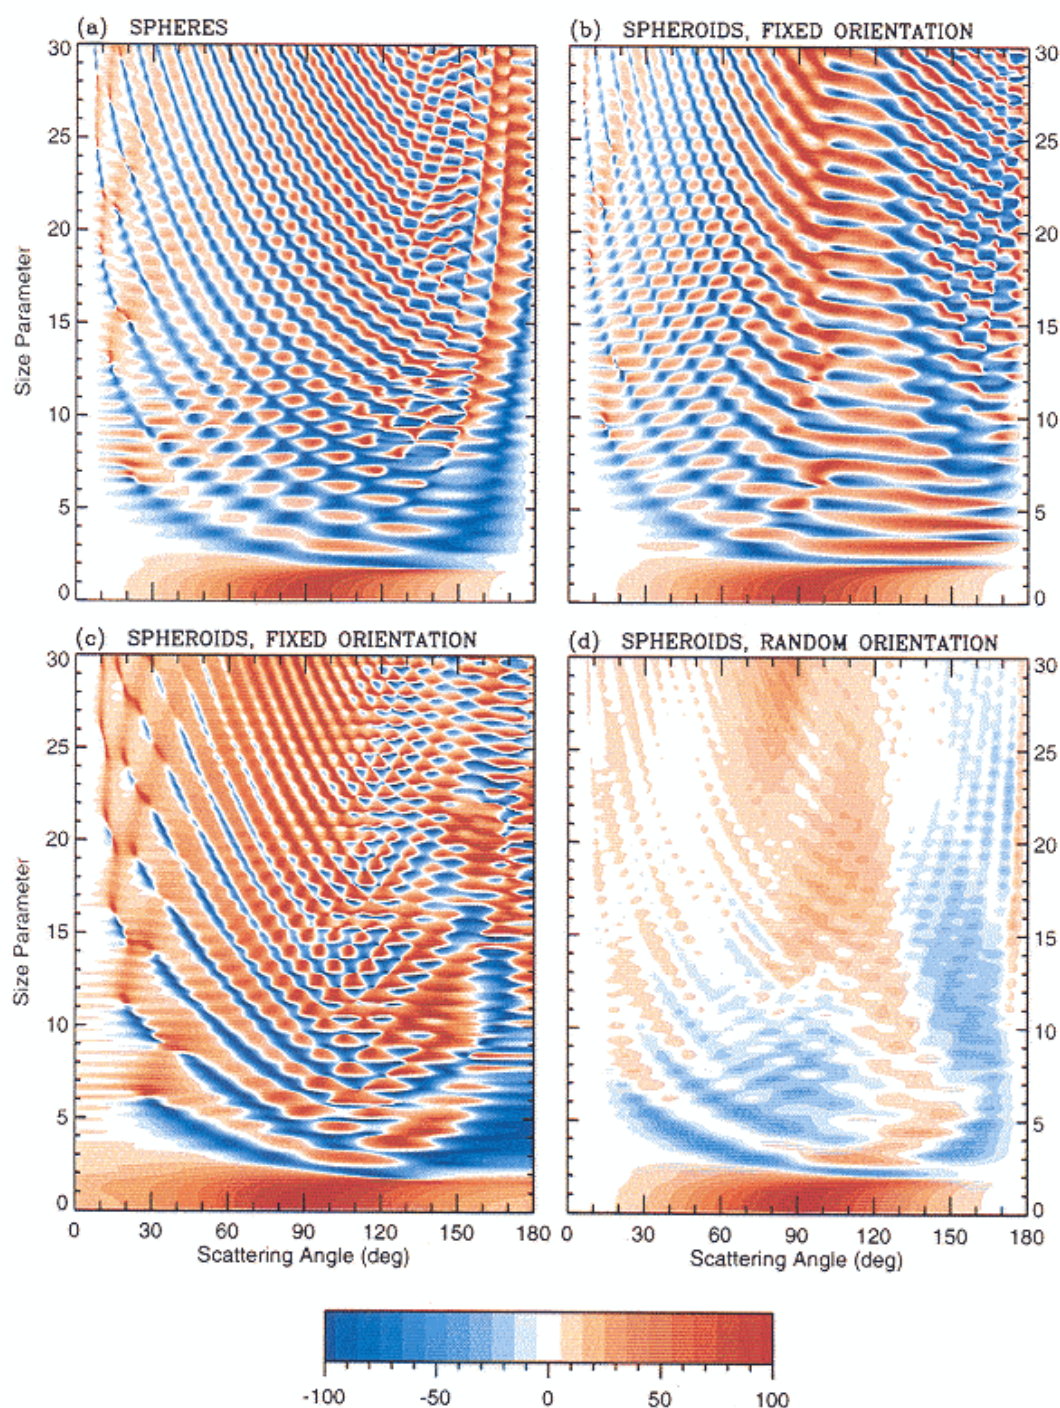 (a) SPHERES
(b) SPHEROIDS, FIXED ORIENTATION
30
25
20
15
10
5
0
Size Parameter
30
25
20
15
10
5
0
(c) SPHEROIDS, FIXED ORIENTATION
(d) SPHEROIDS, RANDOM ORIENTATION
30
25
20
15
10
5
0
Size Parameter
30
25
20
15
10
5
0
0 30 60 90 120 150 180
Scattering Angle (deg)
0 30 60 90 120 150 180
Scattering Angle (deg)
-100 -50 0 50 100